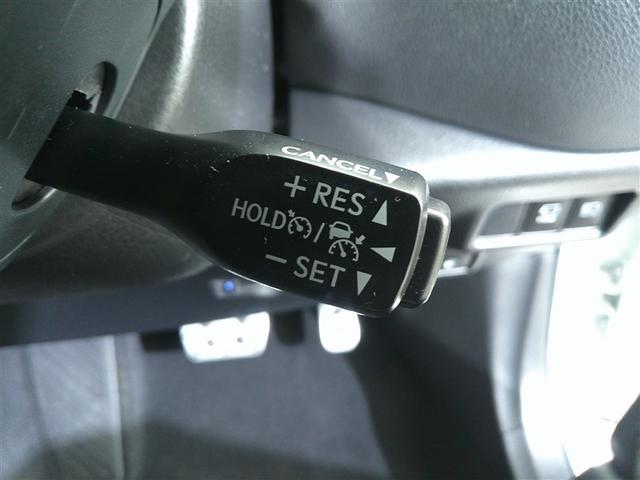 CANCEL
+ RES
HOLD /
− SET